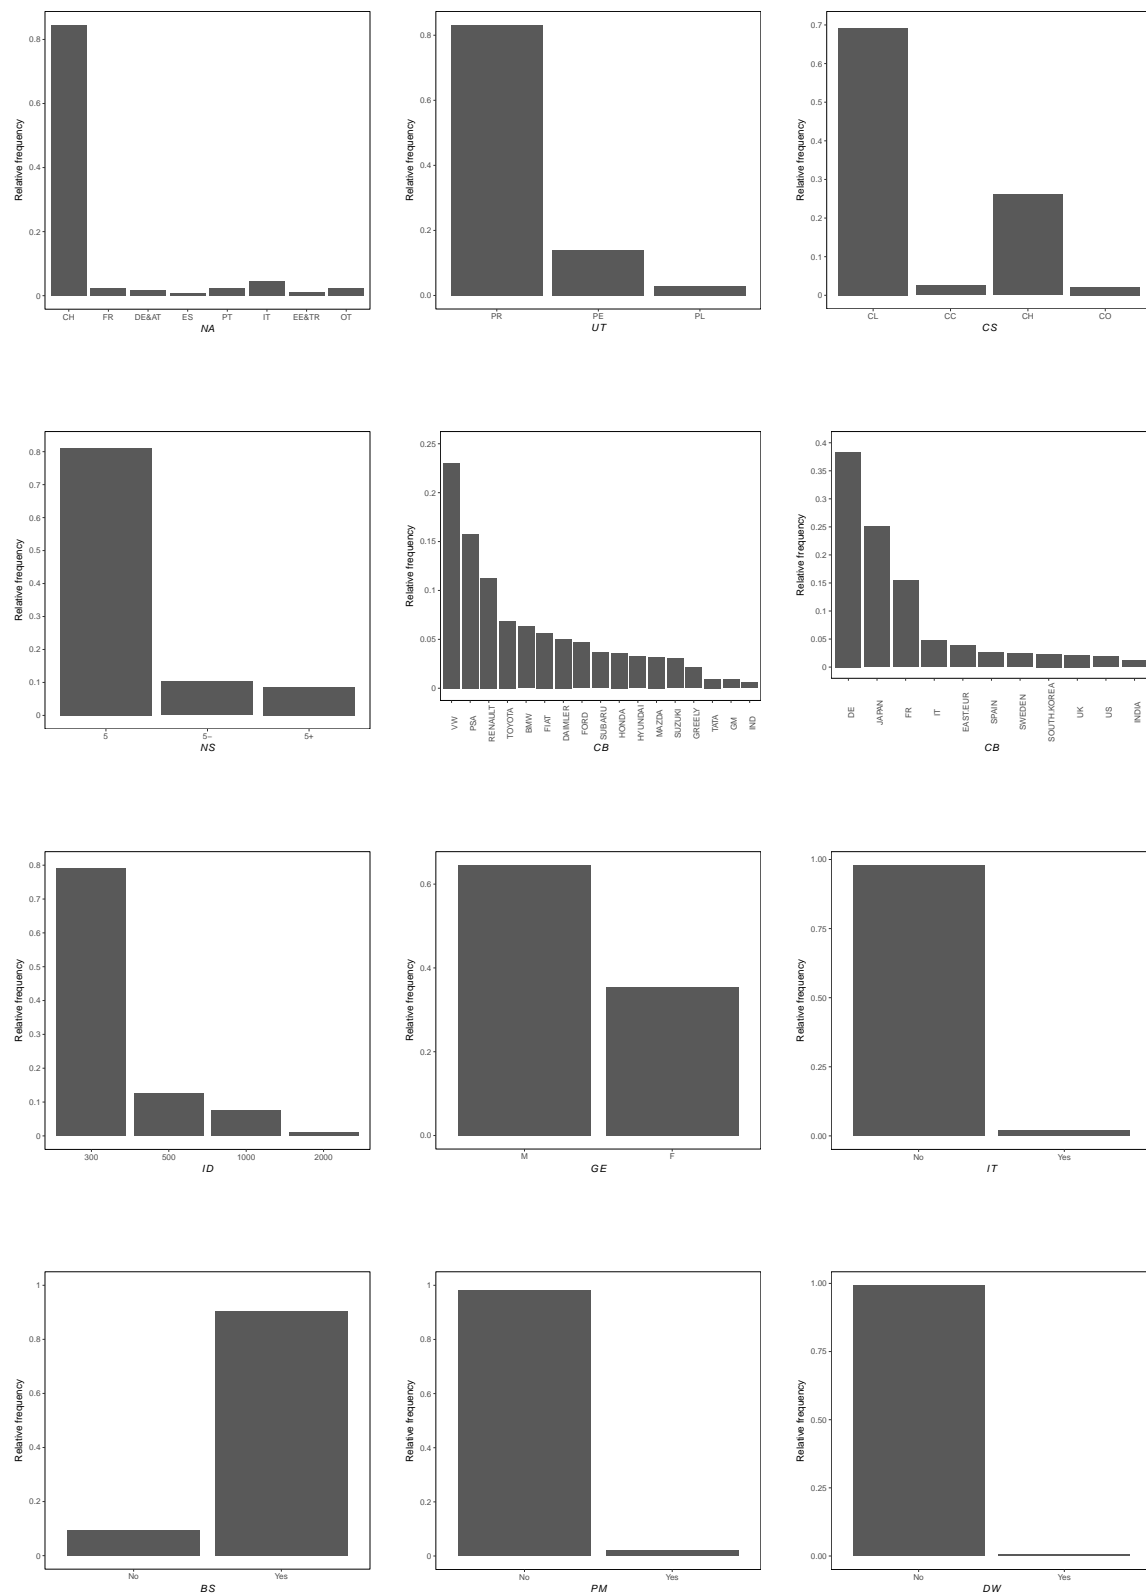 Relative frequency
0.8
0.6
0.4
0.2
0
CH FR DE&AT ES PT IT EE&TR OT
NA
Relative frequency
0.8
0.6
0.4
0.2
0.0
PR PE PL
UT
Relative frequency
0.7
0.6
0.5
0.4
0.3
0.2
0.1
0
CL CC CH CO
CS
Relative frequency
0.8
0.7
0.6
0.5
0.4
0.3
0.2
0.1
0
5 5− 5+
NS
Relative frequency
0.25
0.2
0.15
0.1
0.05
0
VW PSA RENAULT TOYOTA BMW FIAT DAIMLER FORD SUBARU HONDA HYUNDAI MAZDA SUZUKI GREELY TATA GM IND
CB
Relative frequency
0.4
0.35
0.3
0.25
0.2
0.15
0.1
0.05
0
DE JAPAN FR IT EAST.EUR SPAIN SWEDEN SOUTH.KOREA UK US INDIA
CB
Relative frequency
0.8
0.7
0.6
0.5
0.4
0.3
0.2
0.1
0
300 500 1000 2000
ID
Relative frequency
0.6
0.4
0.2
0.0
M F
GE
Relative frequency
1.00
0.75
0.50
0.25
0.00
No Yes
IT
Relative frequency
1
0.8
0.6
0.4
0.2
0
No Yes
BS
Relative frequency
1
0.8
0.6
0.4
0.2
0
No Yes
PM
Relative frequency
1.00
0.75
0.50
0.25
0.00
No Yes
DW